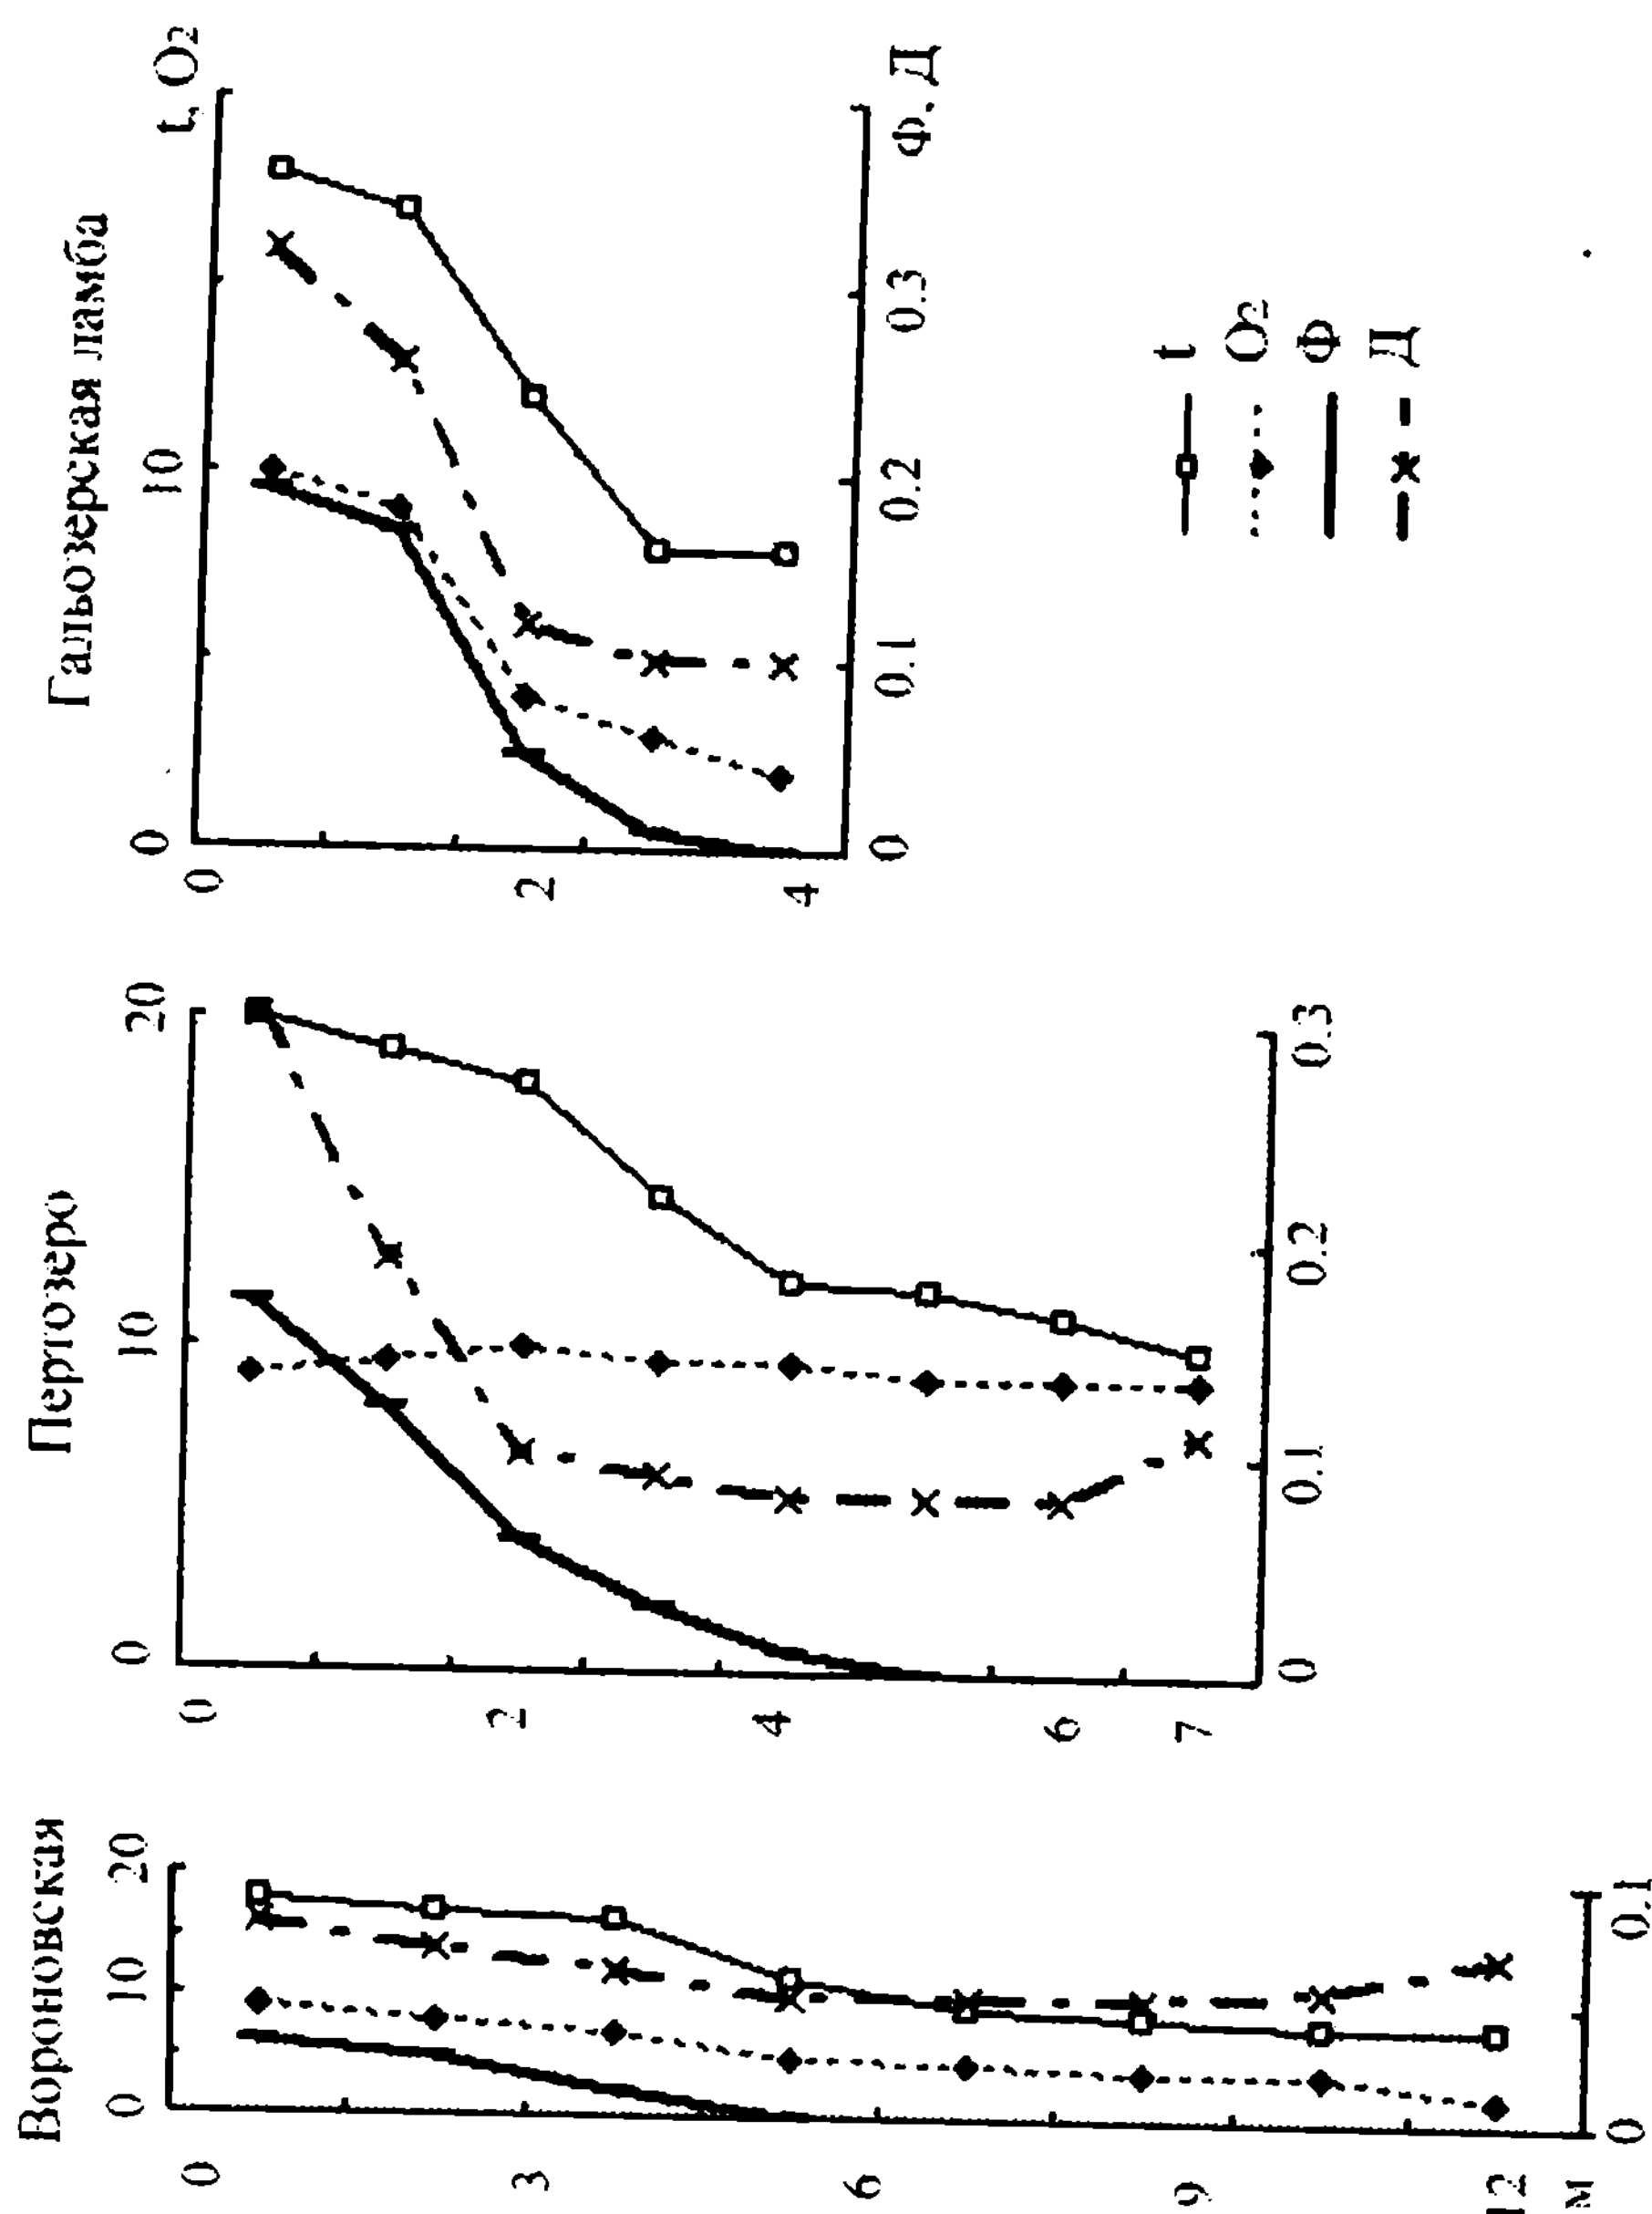 Вороновская
0 10 20
0
3
6
9
12
м
0 0.1
Пертозеро
0 10 20
0
2
4
6
7
0 0.1 0.2 0.3
Гальозерская ламба
0 10 t, O₂
0
2
4
0 0.1 0.2 0.3 Ф, Д
t
O₂
Ф
Д